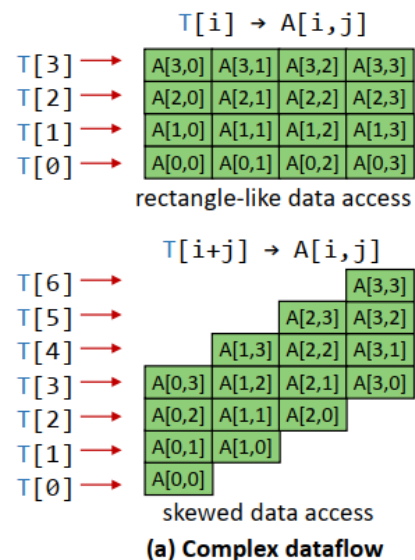 T[i] → A[i,j]
T[3] A[3,0] A[3,1] A[3,2] A[3,3]
T[2] A[2,0] A[2,1] A[2,2] A[2,3]
T[1] A[1,0] A[1,1] A[1,2] A[1,3]
T[0] A[0,0] A[0,1] A[0,2] A[0,3]
rectangle-like data access
T[i+j] → A[i,j]
T[6] A[3,3]
T[5] A[2,3] A[3,2]
T[4] A[1,3] A[2,2] A[3,1]
T[3] A[0,3] A[1,2] A[2,1] A[3,0]
T[2] A[0,2] A[1,1] A[2,0]
T[1] A[0,1] A[1,0]
T[0] A[0,0]
skewed data access
(a) Complex dataflow